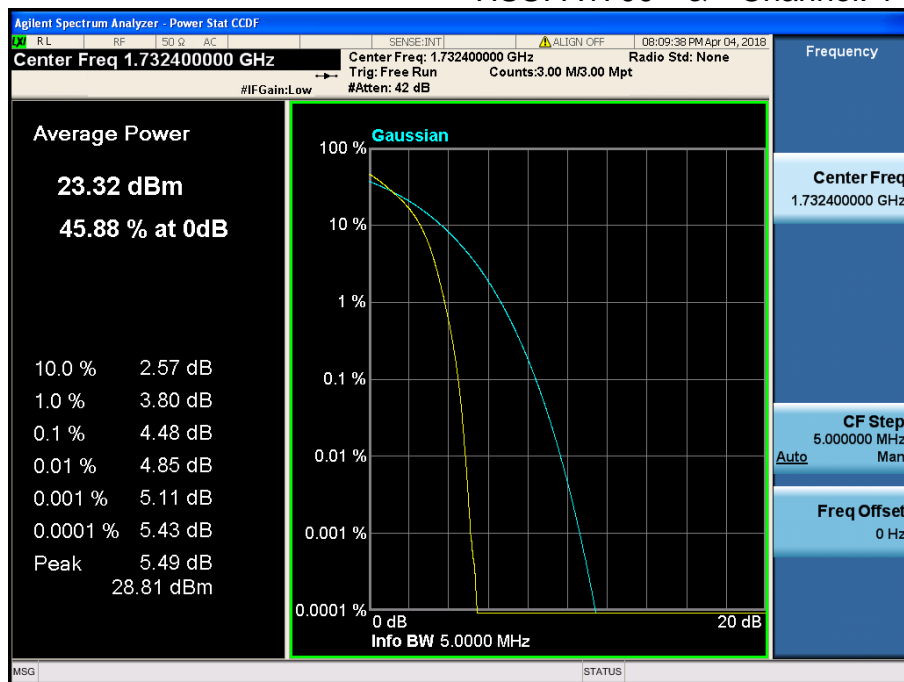 Agilent Spectrum Analyzer - Power Stat CCDF
LXI RL RF 50 Ω AC SENSE:INT ALIGN OFF 08:09:38 PM Apr 04, 2018
Center Freq 1.732400000 GHz
Center Freq: 1.732400000 GHz Radio Std: None
Trig: Free Run Counts:3.00 M/3.00 Mpt
#IFGain:Low #Atten: 42 dB
Average Power
23.32 dBm
45.88 % at 0dB
10.0 % 2.57 dB
1.0 % 3.80 dB
0.1 % 4.48 dB
0.01 % 4.85 dB
0.001 % 5.11 dB
0.0001 % 5.43 dB
Peak 5.49 dB
28.81 dBm
Gaussian
100 %
10 %
1 %
0.1 %
0.01 %
0.001 %
0.0001 %
0 dB 20 dB
Info BW 5.0000 MHz
Frequency
Center Freq
1.732400000 GHz
CF Step
5.000000 MHz
Auto Man
Freq Offset
0 Hz
MSG STATUS